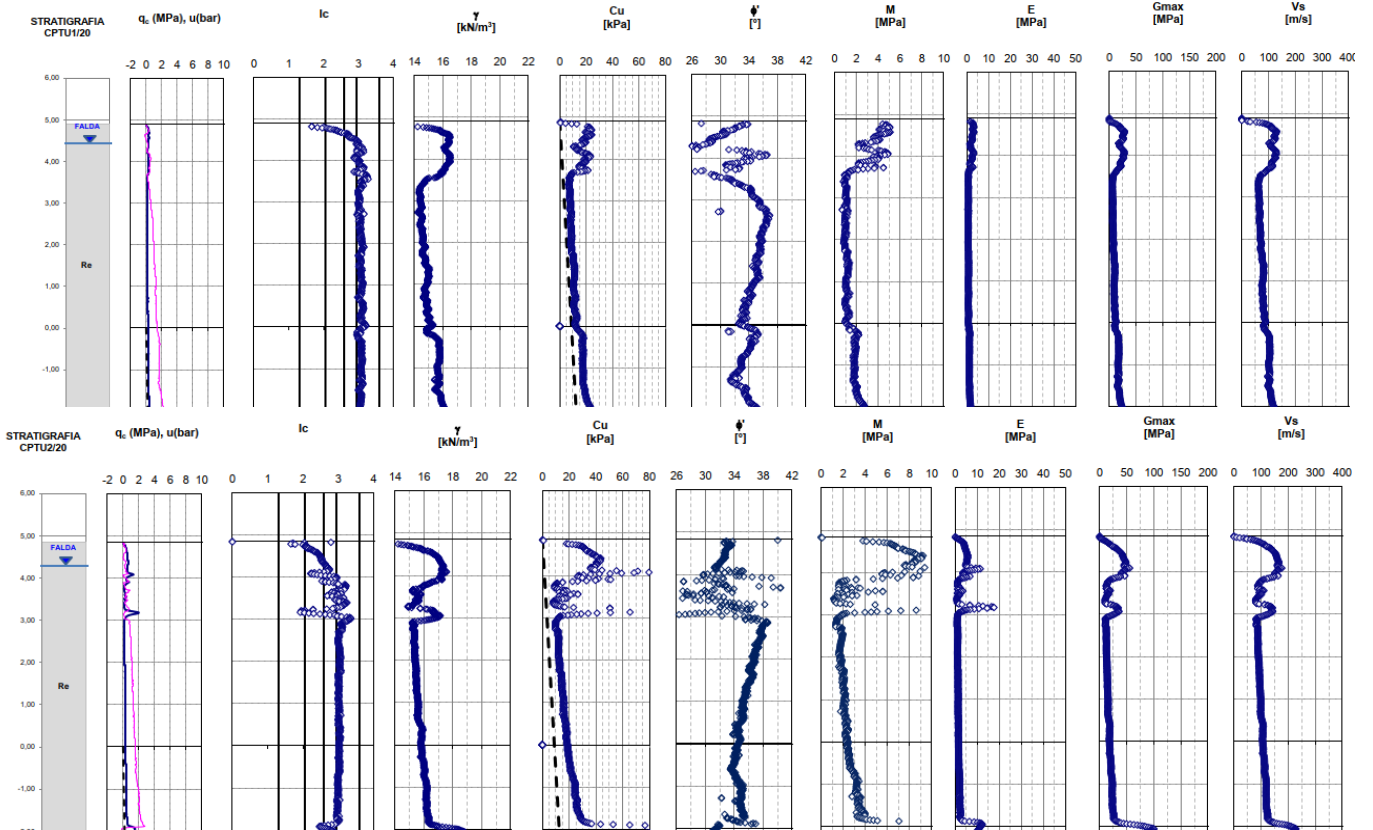 STRATIGRAFIA
CPTU1/20
qc (MPa), u(bar)
Ic
γ
[kN/m³]
Cu
[kPa]
ϕ'
[°]
M
[MPa]
E
[MPa]
Gmax
[MPa]
Vs
[m/s]
-2 0 2 4 6 8 10
0 1 2 3 4
14 16 18 20 22
0 20 40 60 80
26 30 34 38 42
0 2 4 6 8 10
0 10 20 30 40 50
0 50 100 150 200
0 100 200 300 400
6,00
5,00
FALDA
4,00
3,00
2,00
Re
1,00
0,00
-1,00
STRATIGRAFIA
CPTU2/20
qc (MPa), u(bar)
Ic
γ
[kN/m³]
Cu
[kPa]
ϕ'
[°]
M
[MPa]
E
[MPa]
Gmax
[MPa]
Vs
[m/s]
-2 0 2 4 6 8 10
0 1 2 3 4
14 16 18 20 22
0 20 40 60 80
26 30 34 38 42
0 2 4 6 8 10
0 10 20 30 40 50
0 50 100 150 200
0 100 200 300 400
6,00
5,00
FALDA
4,00
3,00
2,00
Re
1,00
0,00
-1,00